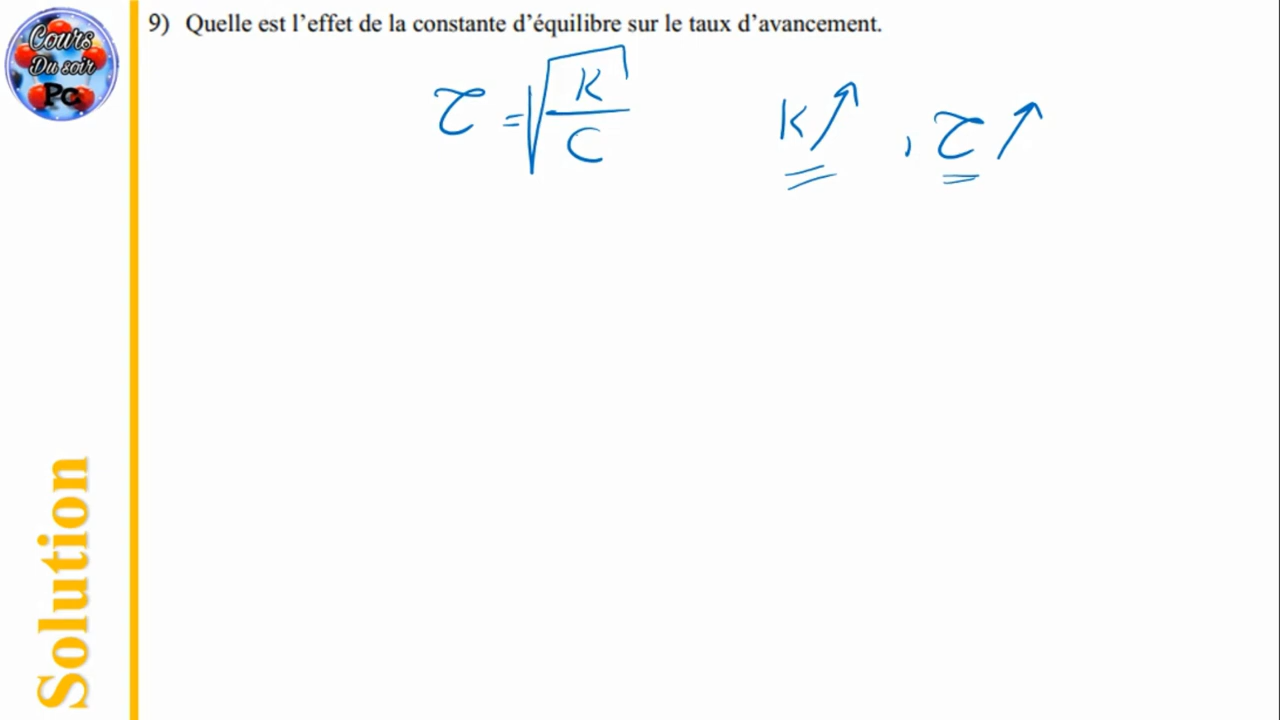 9) Quelle est l’effet de la constante d’équilibre sur le taux d’avancement.
Cours
Du soir
Pc
τ = √(K/C)    K↗ , τ↗
Solution